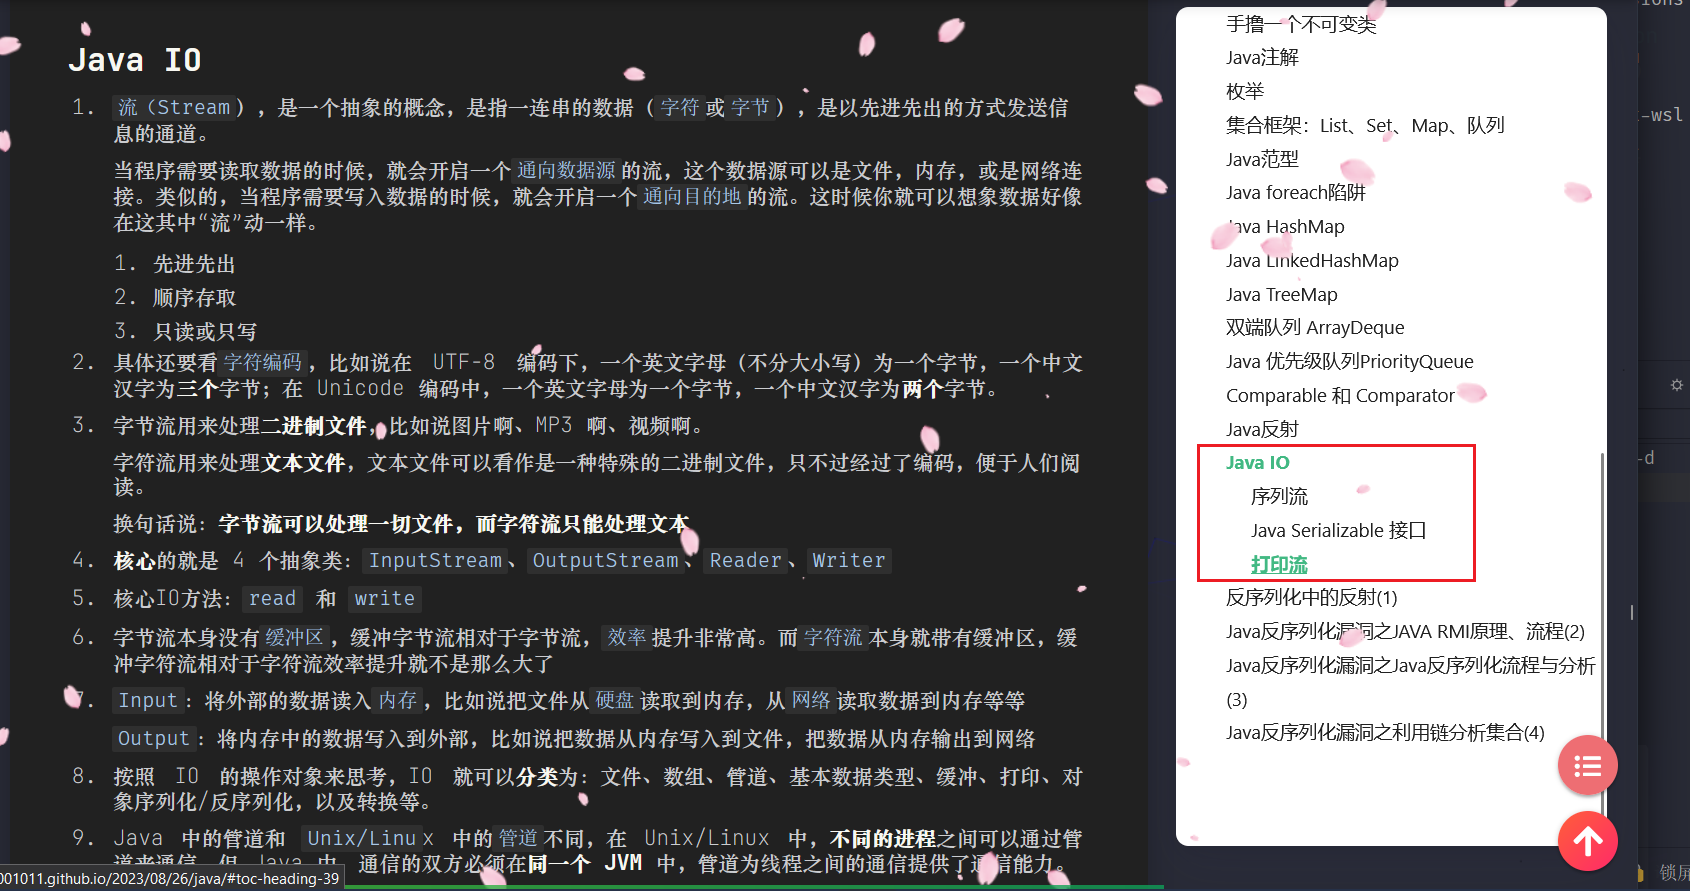 Java IO
1. 流（Stream），是一个抽象的概念，是指一连串的数据（字符或字节），是以先进先出的方式发送信
息的通道。
当程序需要读取数据的时候，就会开启一个通向数据源的流，这个数据源可以是文件，内存，或是网络连
接。类似的，当程序需要写入数据的时候，就会开启一个通向目的地的流。这时候你就可以想象数据好像
在这其中“流”动一样。
1. 先进先出
2. 顺序存取
3. 只读或只写
2. 具体还要看字符编码，比如说在 UTF-8 编码下，一个英文字母（不分大小写）为一个字节，一个中文
汉字为三个字节；在 Unicode 编码中，一个英文字母为一个字节，一个中文汉字为两个字节。
3. 字节流用来处理二进制文件，比如说图片啊、MP3 啊、视频啊。
字符流用来处理文本文件，文本文件可以看作是一种特殊的二进制文件，只不过经过了编码，便于人们阅
读。
换句话说：字节流可以处理一切文件，而字符流只能处理文本
4. 核心的就是 4 个抽象类：InputStream、OutputStream、Reader、Writer
5. 核心IO方法：read 和 write
6. 字节流本身没有缓冲区，缓冲字节流相对于字节流，效率提升非常高。而字符流本身就带有缓冲区，缓
冲字符流相对于字符流效率提升就不是那么大了
7. Input：将外部的数据读入内存，比如说把文件从硬盘读取到内存，从网络读取数据到内存等等
Output：将内存中的数据写入到外部，比如说把数据从内存写入到文件，把数据从内存输出到网络
8. 按照 IO 的操作对象来思考，IO 就可以分类为：文件、数组、管道、基本数据类型、缓冲、打印、对
象序列化/反序列化，以及转换等。
9. Java 中的管道和 Unix/Linux 中的管道不同，在 Unix/Linux 中，不同的进程之间可以通过管
道来通信，但 Java 中，通信的双方必须在同一个 JVM 中，管道为线程之间的通信提供了通信能力。
001011.github.io/2023/08/26/java/#toc-heading-39
手撸一个不可变类
Java注解
枚举
集合框架：List、Set、Map、队列
Java范型
Java foreach陷阱
Java HashMap
Java LinkedHashMap
Java TreeMap
双端队列 ArrayDeque
Java 优先级队列PriorityQueue
Comparable 和 Comparator
Java反射
Java IO
序列流
Java Serializable 接口
打印流
反序列化中的反射(1)
Java反序列化漏洞之JAVA RMI原理、流程(2)
Java反序列化漏洞之Java反序列化流程与分析
(3)
Java反序列化漏洞之利用链分析集合(4)
-wsl
-d
锁屏